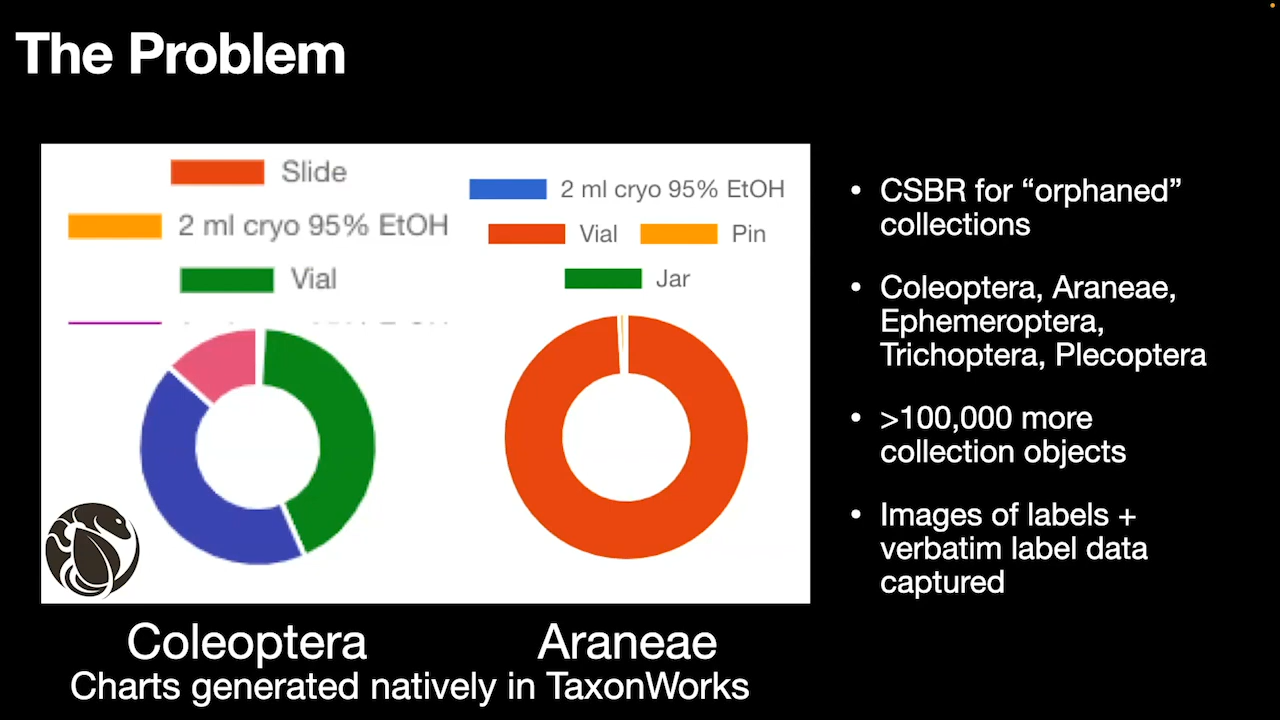 The Problem
Slide
2 ml cryo 95% EtOH
Vial
2 ml cryo 95% EtOH
Vial
Pin
Jar
• CSBR for “orphaned”
collections
• Coleoptera, Araneae,
Ephemeroptera,
Trichoptera, Plecoptera
• >100,000 more
collection objects
• Images of labels +
verbatim label data
captured
Coleoptera
Araneae
Charts generated natively in TaxonWorks